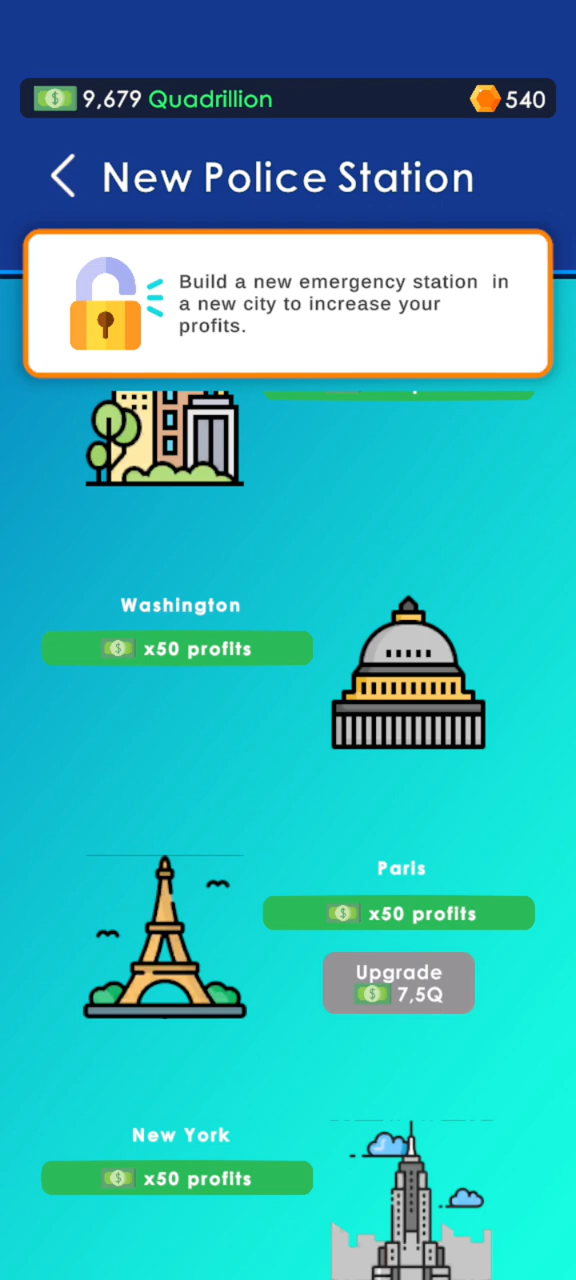 9,679 Quadrillion
540
New Police Station
Build a new emergency station in
a new city to increase your
profits.
Washington
x50 profits
Paris
x50 profits
Upgrade
7,5Q
New York
x50 profits